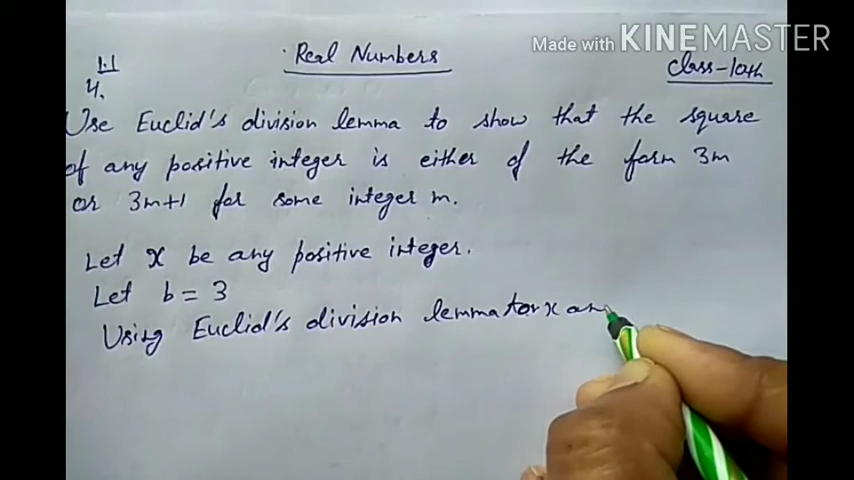 Made with KINEMASTER
1.1
Real Numbers
Class-10th
4.
Use Euclid's division lemma to show that the square
of any positive integer is either of the form 3m
or 3m+1 for some integer m.
Let x be any positive integer.
Let b = 3
Using Euclid's division lemma for x an